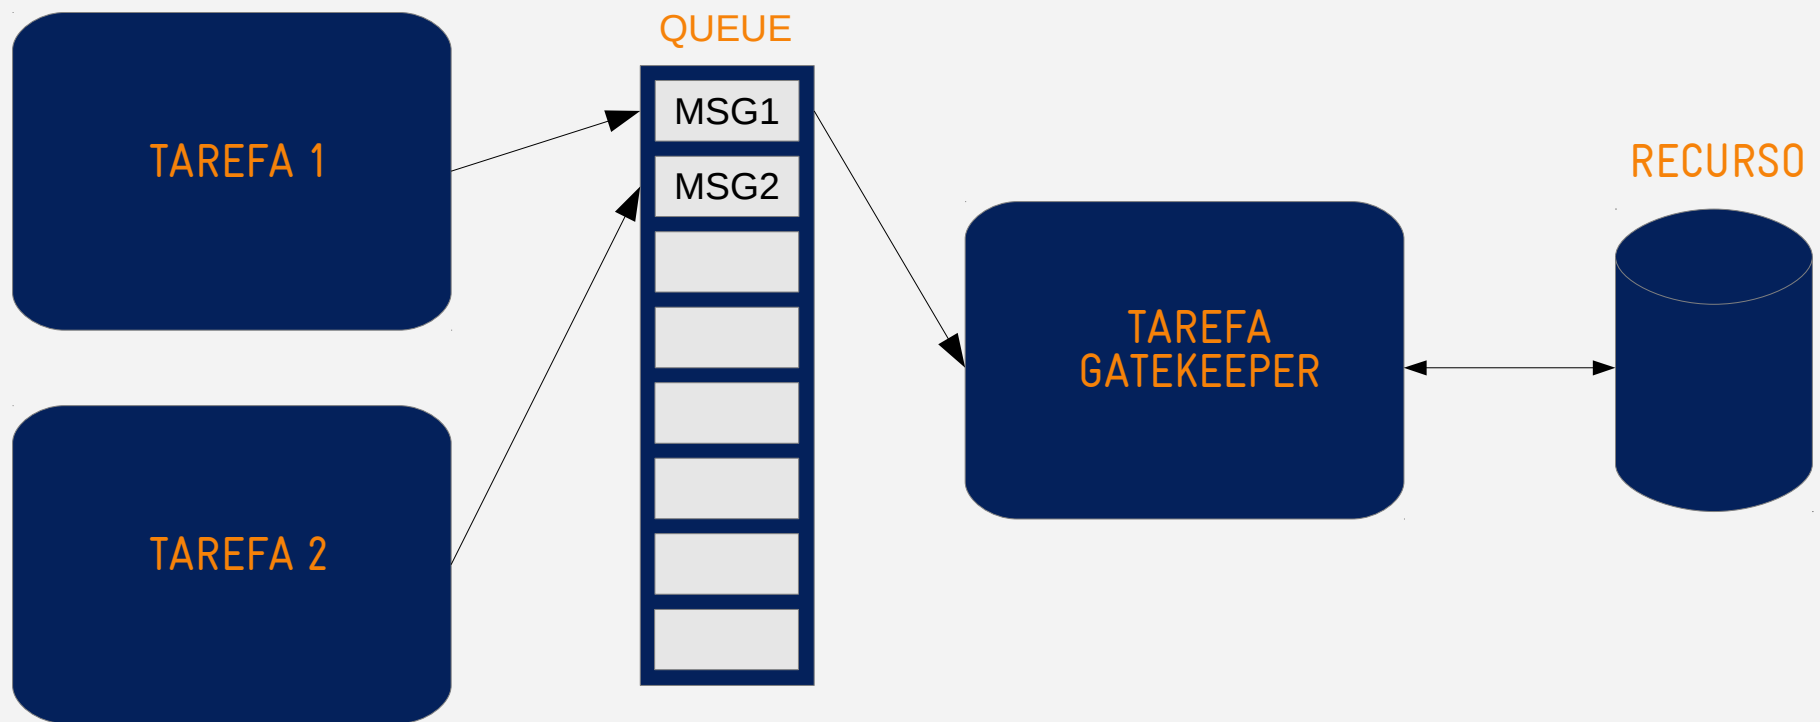 TAREFA 1
TAREFA 2
QUEUE
MSG1
MSG2
TAREFA
GATEKEEPER
RECURSO